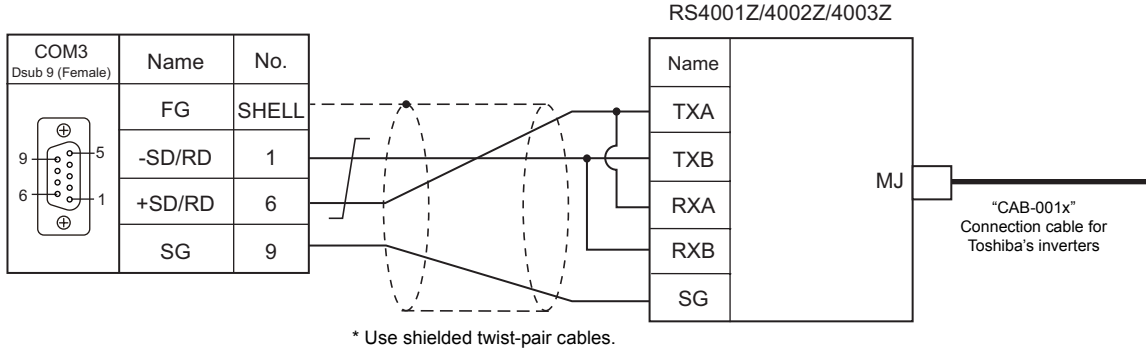 RS4001Z/4002Z/4003Z
COM3
Dsub 9 (Female)
Name
No.
FG
SHELL
-SD/RD
1
+SD/RD
6
SG
9
9
5
6
1
Name
TXA
TXB
RXA
RXB
SG
MJ
“CAB-001x”
Connection cable for
Toshiba’s inverters
* Use shielded twist-pair cables.